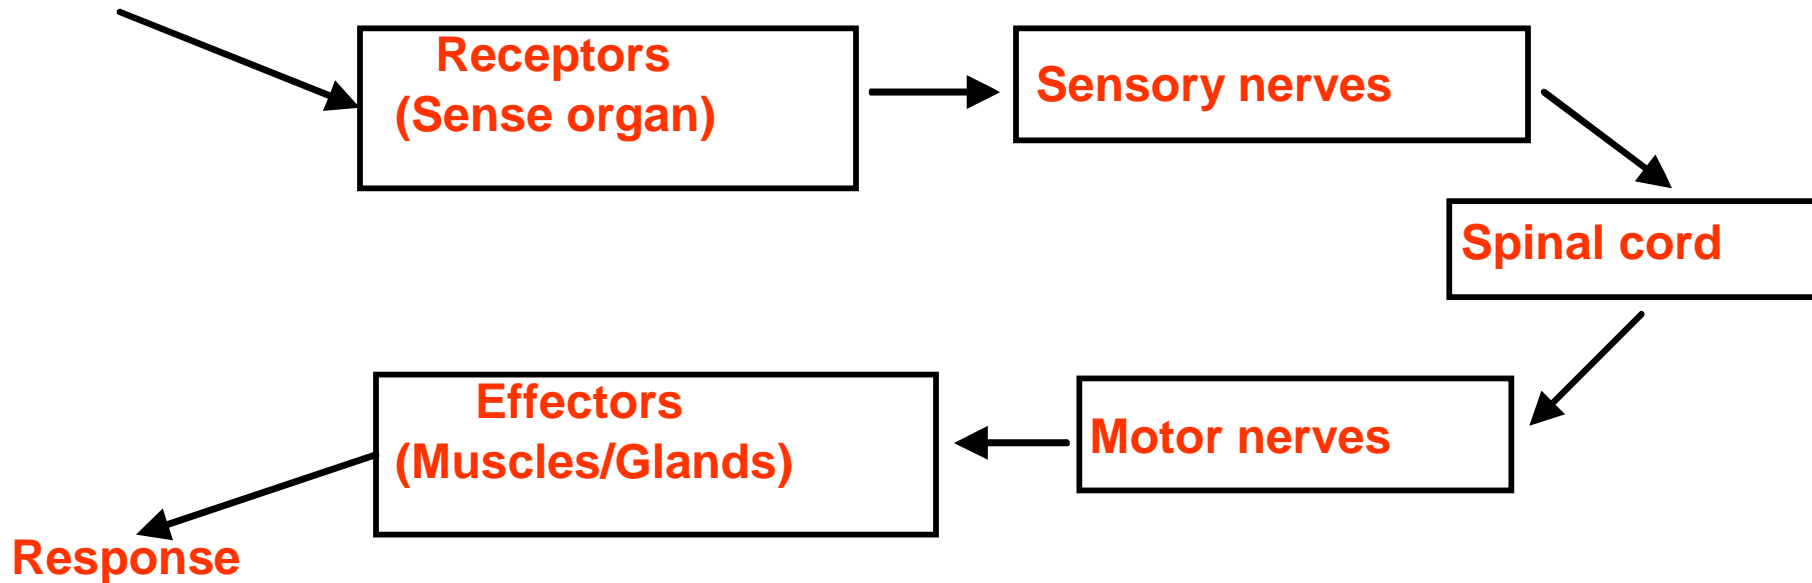 Receptors
(Sense organ)
Sensory nerves
Spinal cord
Motor nerves
Effectors
(Muscles/Glands)
Response